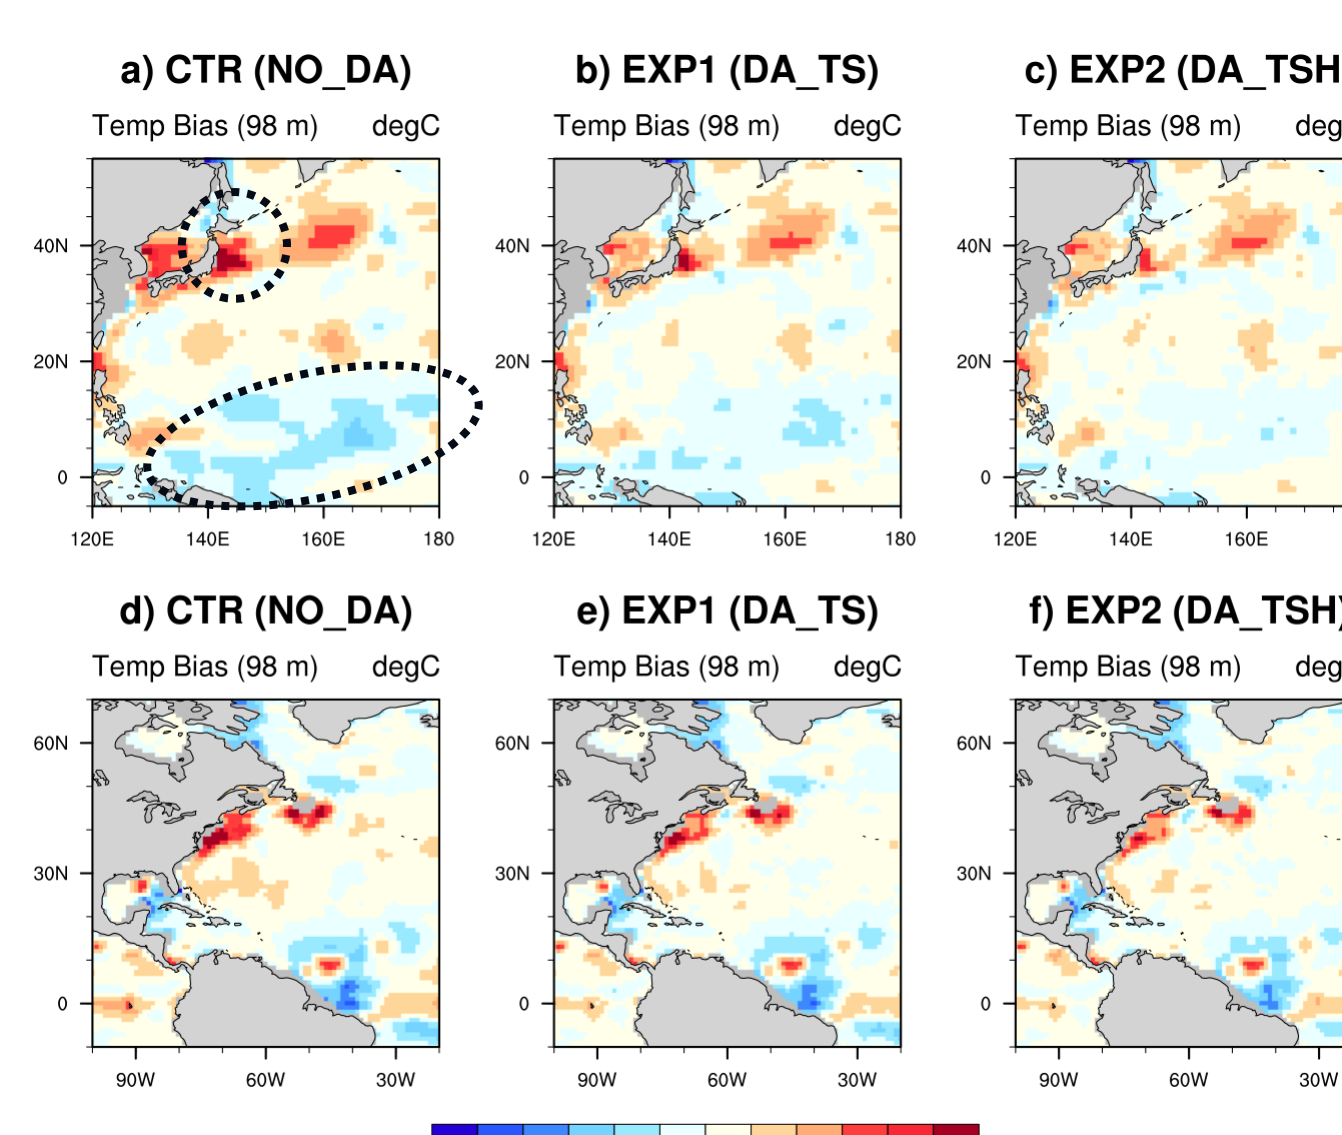 a) CTR (NO_DA) b) EXP1 (DA_TS) c) EXP2 (DA_TSH
Temp Bias (98 m) degC Temp Bias (98 m) degC Temp Bias (98 m) deg
40N 40N 40N
20N 20N 20N
0 0 0
120E 140E 160E 180 120E 140E 160E 180 120E 140E 160E
d) CTR (NO_DA) e) EXP1 (DA_TS) f) EXP2 (DA_TSH)
Temp Bias (98 m) degC Temp Bias (98 m) degC Temp Bias (98 m) deg
60N 60N 60N
30N 30N 30N
0 0 0
90W 60W 30W 90W 60W 30W 90W 60W 30W